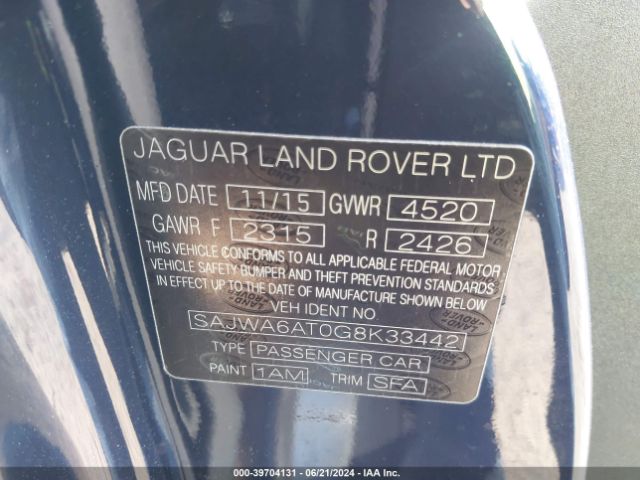 JAGUAR LAND ROVER LTD
MFD DATE 11/15 GVWR 4520
GAWR F 2315 R 2426
THIS VEHICLE CONFORMS TO ALL APPLICABLE FEDERAL MOTOR
VEHICLE SAFETY BUMPER AND THEFT PREVENTION STANDARDS
IN EFFECT UP TO THE DATE OF MANUFACTURE SHOWN BELOW
VEH IDENT NO
SAJWA6AT0G8K33442
TYPE PASSENGER CAR
PAINT 1AM TRIM SFA
000-39704131 - 06/21/2024 - IAA Inc.